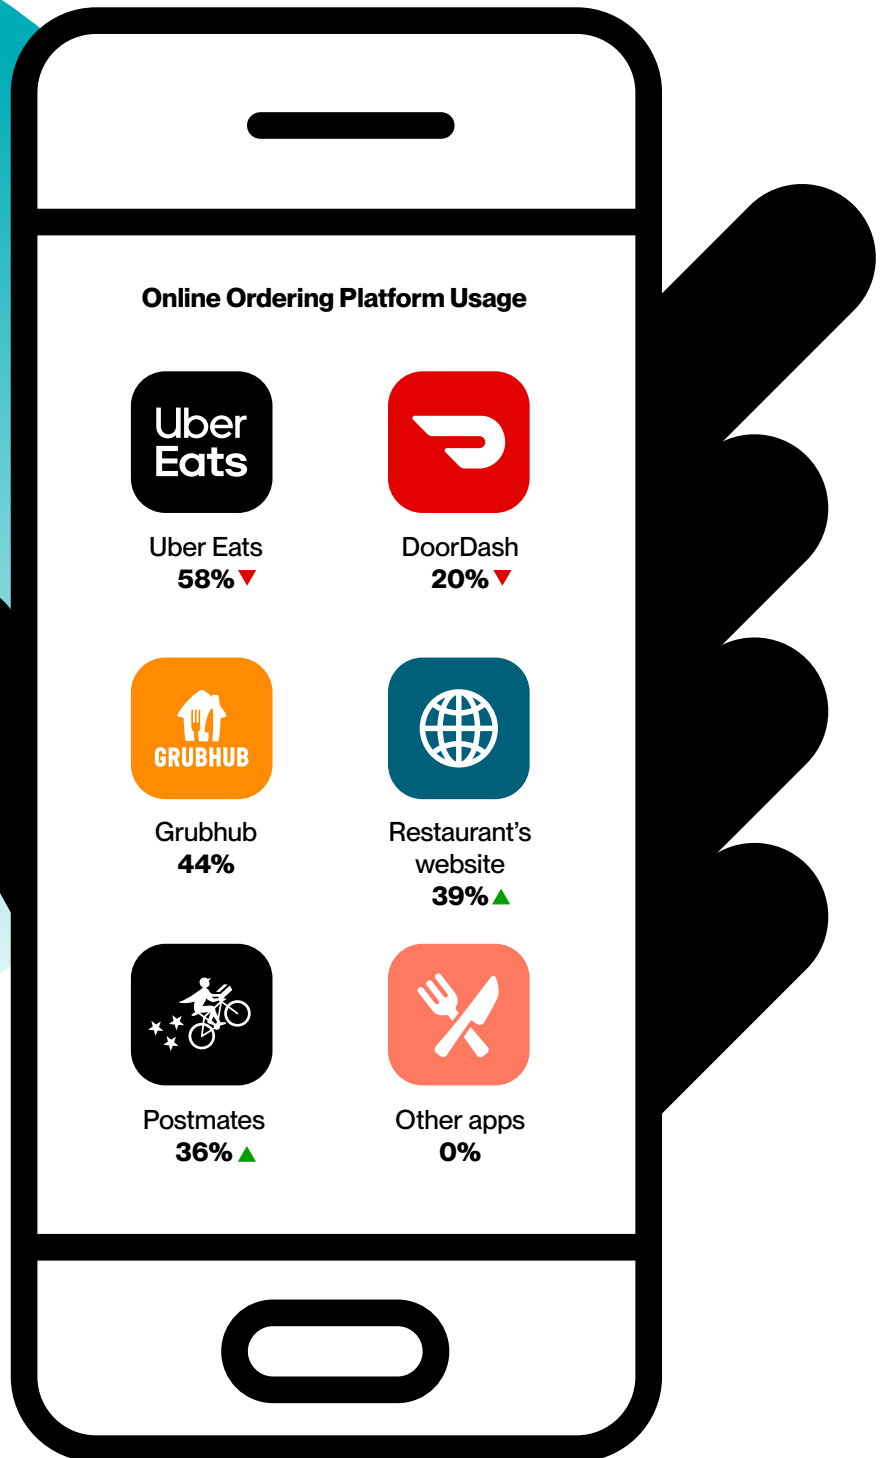 Online Ordering Platform Usage
Uber
Eats
Uber Eats
58%
DoorDash
20%
GRUBHUB
Grubhub
44%
Restaurant’s
website
39%
Postmates
36%
Other apps
0%